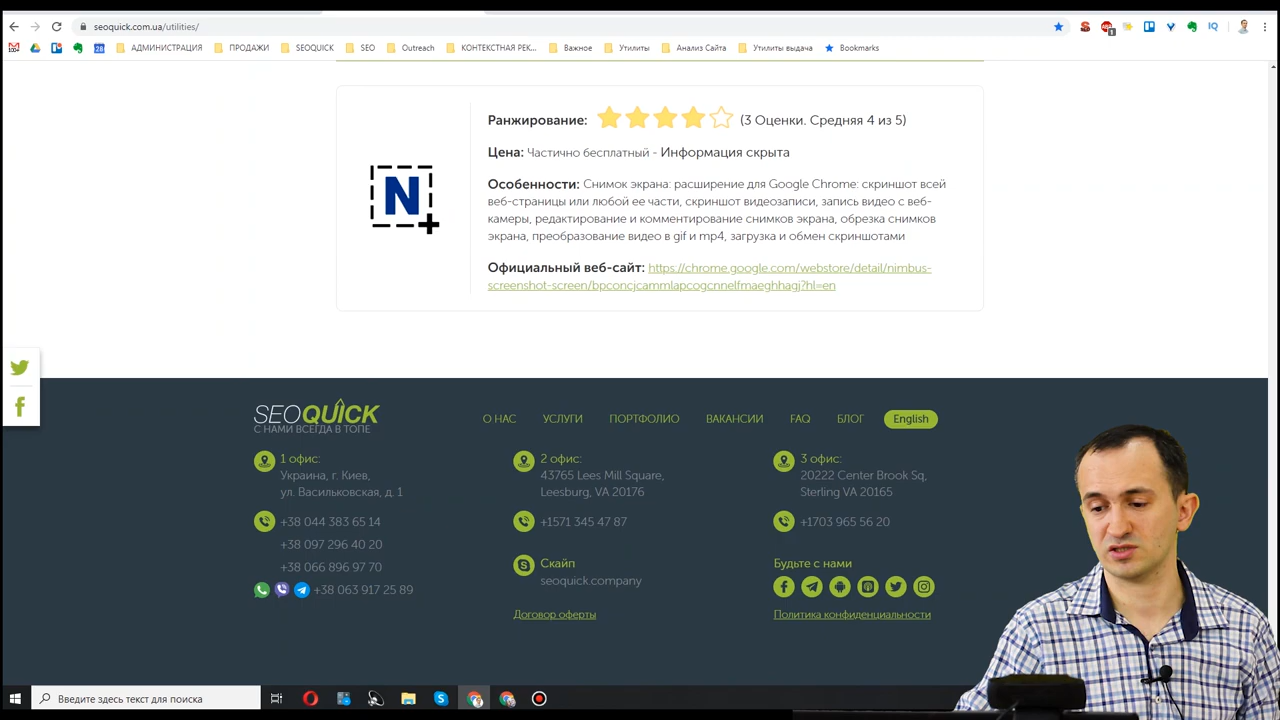 seoquick.com.ua/utilities/
АДМИНИСТРАЦИЯ
ПРОДАЖИ
SEOQUICK
SEO
Outreach
КОНТЕКСТНАЯ РЕК...
Важное
Утилиты
Анализ Сайта
Утилиты выдача
Bookmarks
Ранжирование: (3 Оценки. Средняя 4 из 5)
Цена: Частично бесплатный - Информация скрыта
N
Особенности: Снимок экрана: расширение для Google Chrome: скриншот всей
веб-страницы или любой ее части, скриншот видеозаписи, запись видео с веб-
камеры, редактирование и комментирование снимков экрана, обрезка снимков
экрана, преобразование видео в gif и mp4, загрузка и обмен скриншотами
Официальный веб-сайт: https://chrome.google.com/webstore/detail/nimbus-
screenshot-screen/bpconcjcammlapcogcnnelfmaeghhagj?hl=en
SEOQUICK
С НАМИ ВСЕГДА В ТОПЕ
О НАС
УСЛУГИ
ПОРТФОЛИО
ВАКАНСИИ
FAQ
БЛОГ
English
1 офис:
Украина, г. Киев,
ул. Васильковская, д. 1
+38 044 383 65 14
+38 097 296 40 20
+38 066 896 97 70
+38 063 917 25 89
2 офис:
43765 Lees Mill Square,
Leesburg, VA 20176
+1571 345 47 87
Скайп
seoquick.company
Договор оферты
3 офис:
20222 Center Brook Sq,
Sterling VA 20165
+1703 965 56 20
Будьте с нами
Политика конфиденциальности
Введите здесь текст для поиска